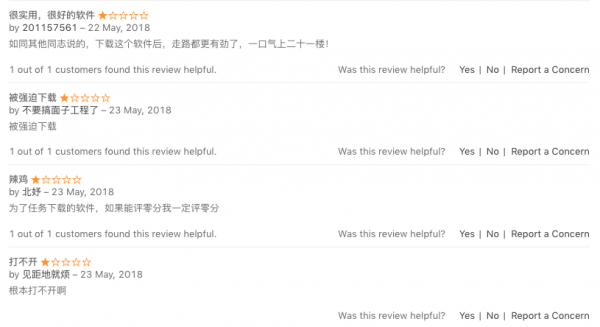 很实用，很好的软件 ★☆☆☆☆
by 201157561 – 22 May, 2018
如同其他同志说的，下载这个软件后，走路都更有劲了，一口气上二十一楼！
1 out of 1 customers found this review helpful. Was this review helpful? Yes | No | Report a Concern
被强迫下载 ★☆☆☆☆
by 不要搞面子工程了 – 23 May, 2018
被强迫下载
1 out of 1 customers found this review helpful. Was this review helpful? Yes | No | Report a Concern
辣鸡 ★☆☆☆☆
by 北妤 – 23 May, 2018
为了任务下载的软件，如果能评零分我一定评零分
1 out of 1 customers found this review helpful. Was this review helpful? Yes | No | Report a Concern
打不开 ★☆☆☆☆
by 见距地就烦 – 23 May, 2018
根本打不开啊
Was this review helpful? Yes | No | Report a Concern